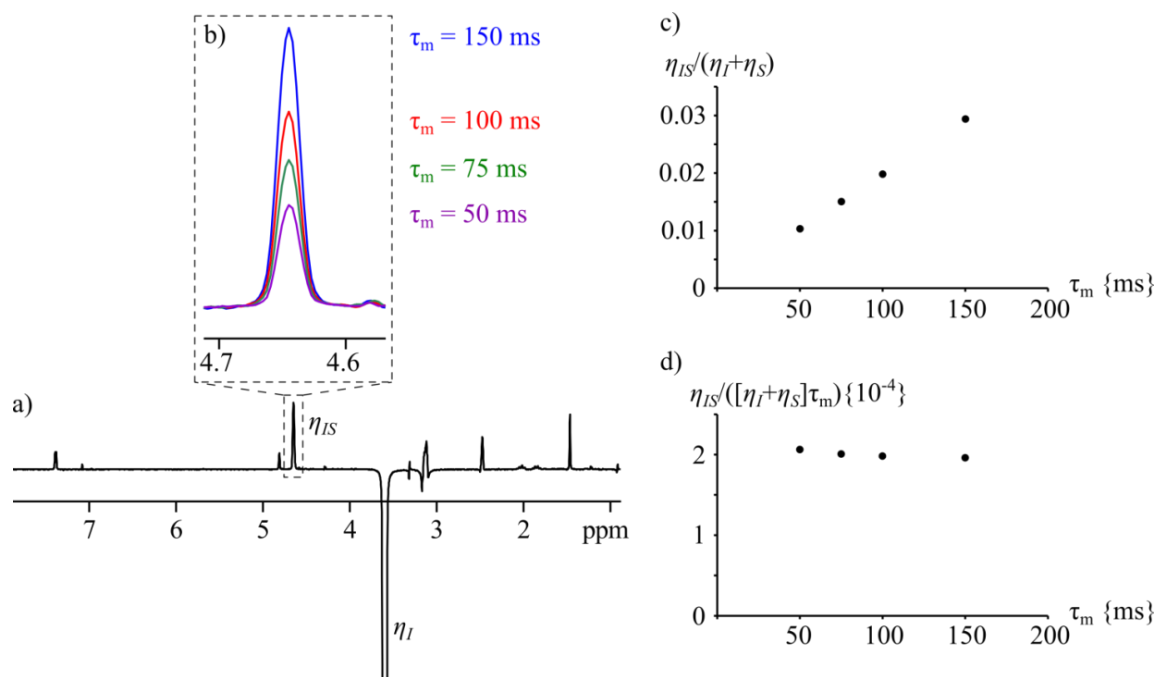 b)
τm = 150 ms
τm = 100 ms
τm = 75 ms
τm = 50 ms
4.7 4.6
a)
ηIS
ηI
7 6 5 4 3 2 ppm
c)
ηIS/(ηI+ηS)
0.03
0.02
0.01
0
50 100 150 200
τm {ms}
d)
ηIS/([ηI+ηS]τm){10-4}
2
1
0
50 100 150 200
τm {ms}